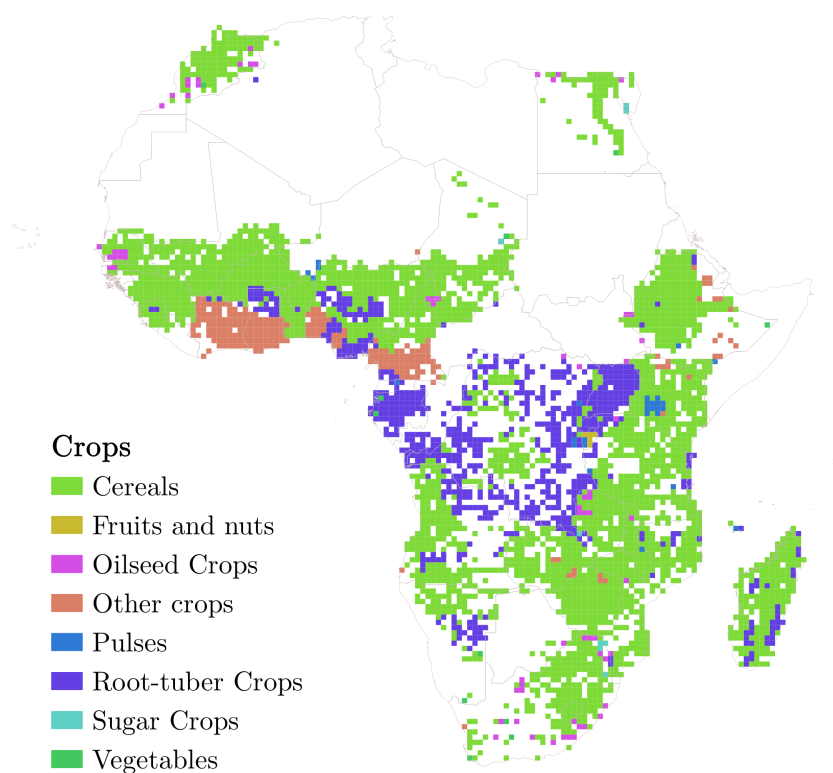 Crops
Cereals
Fruits and nuts
Oilseed Crops
Other crops
Pulses
Root-tuber Crops
Sugar Crops
Vegetables